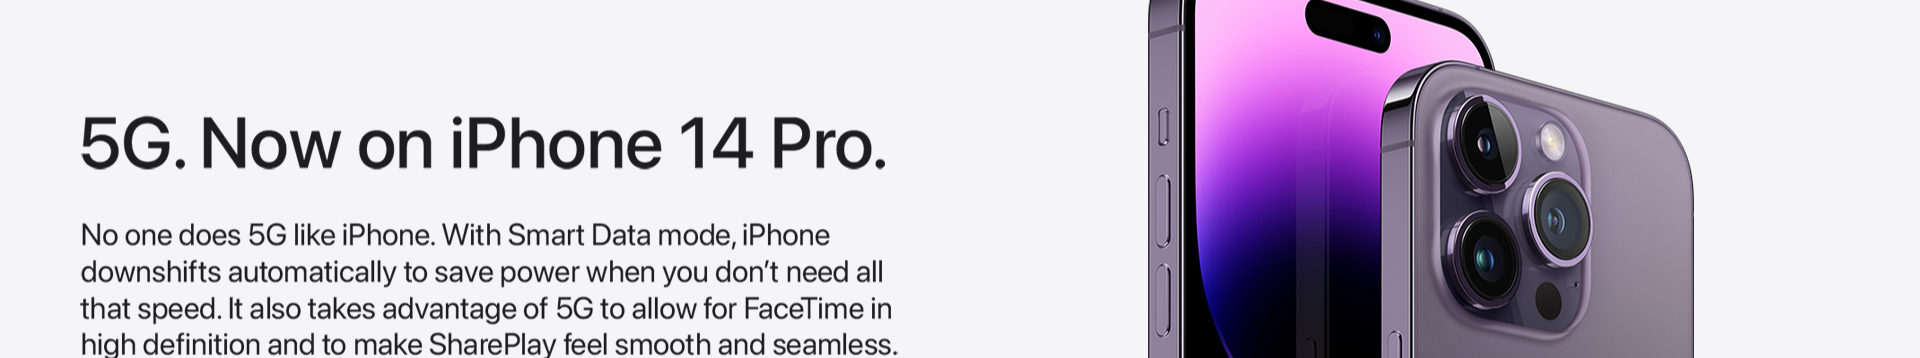 5G. Now on iPhone 14 Pro.
No one does 5G like iPhone. With Smart Data mode, iPhone
downshifts automatically to save power when you don’t need all
that speed. It also takes advantage of 5G to allow for FaceTime in
high definition and to make SharePlay feel smooth and seamless.